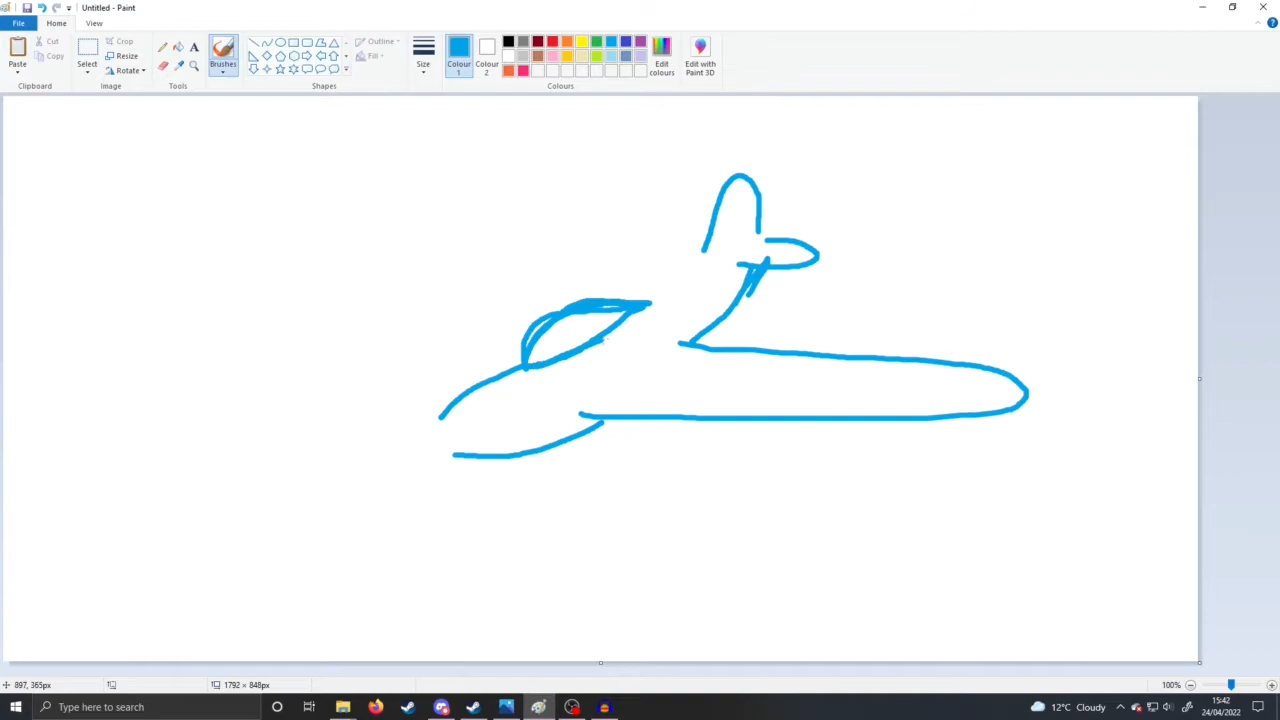 Untitled - Paint
File
Home
View
Paste
Cut
Copy
Clipboard
Select
Crop
Resize
Rotate
Image
A
Tools
Brushes
Outline
Fill
Shapes
Size
Colour 1
Colour 2
Edit colours
Edit with Paint 3D
Colours
897, 365px
1792 × 848px
100%
Type here to search
12°C Cloudy
15:42
24/04/2022